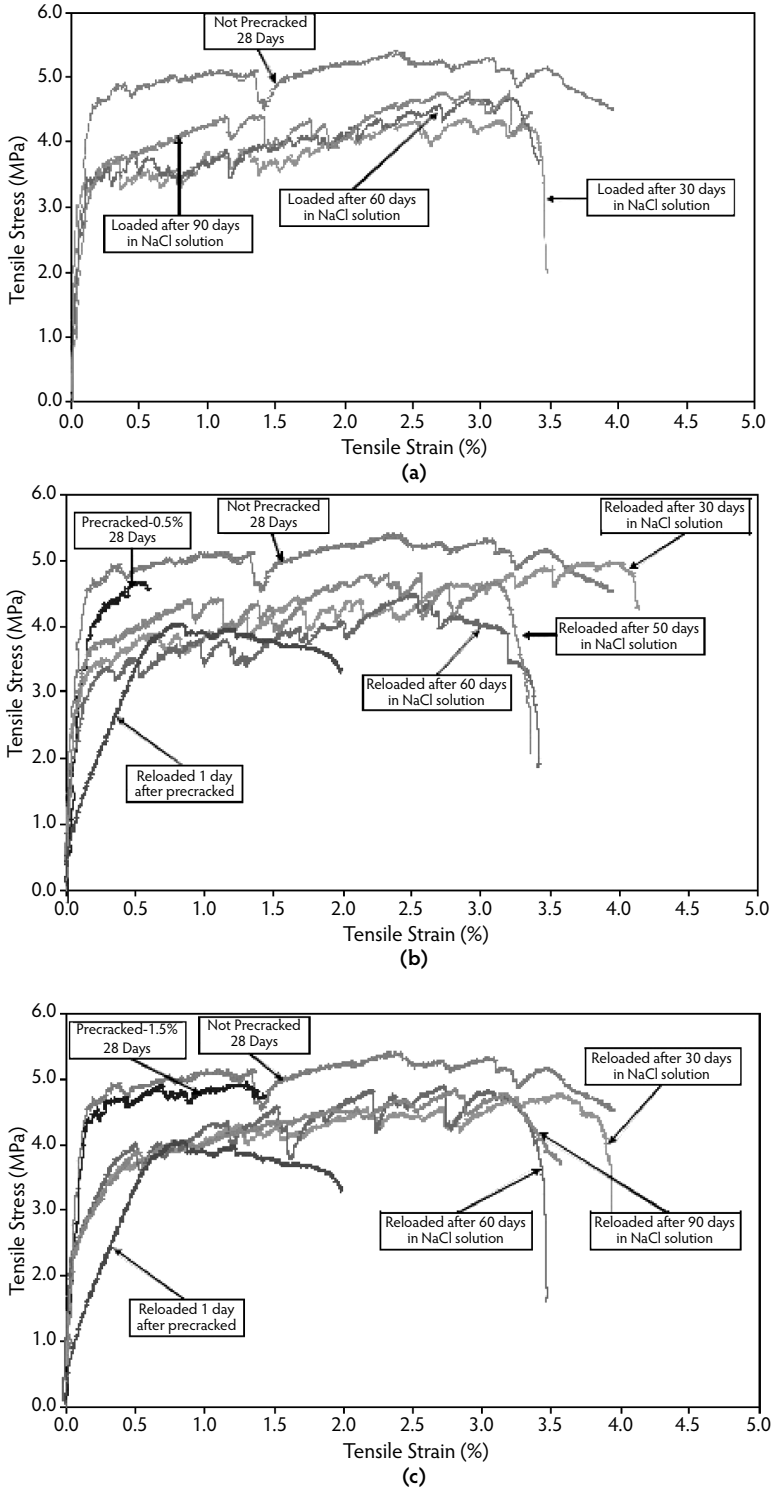 6.0
Not Precracked
28 Days
5.0
4.0
3.0
2.0
1.0
0.0
Tensile Stress (MPa)
Loaded after 90 days
in NaCl solution
Loaded after 60 days
in NaCl solution
Loaded after 30 days
in NaCl solution
0.0 0.5 1.0 1.5 2.0 2.5 3.0 3.5 4.0 4.5 5.0
Tensile Strain (%)
(a)
6.0
5.0
4.0
3.0
2.0
1.0
0.0
Tensile Stress (MPa)
Precracked-0.5%
28 Days
Not Precracked
28 Days
Reloaded after 30 days
in NaCl solution
Reloaded after 50 days
in NaCl solution
Reloaded after 60 days
in NaCl solution
Reloaded 1 day
after precracked
0.0 0.5 1.0 1.5 2.0 2.5 3.0 3.5 4.0 4.5 5.0
Tensile Strain (%)
(b)
6.0
5.0
4.0
3.0
2.0
1.0
0.0
Tensile Stress (MPa)
Precracked-1.5%
28 Days
Not Precracked
28 Days
Reloaded after 30 days
in NaCl solution
Reloaded after 60 days
in NaCl solution
Reloaded after 90 days
in NaCl solution
Reloaded 1 day
after precracked
0.0 0.5 1.0 1.5 2.0 2.5 3.0 3.5 4.0 4.5 5.0
Tensile Strain (%)
(c)